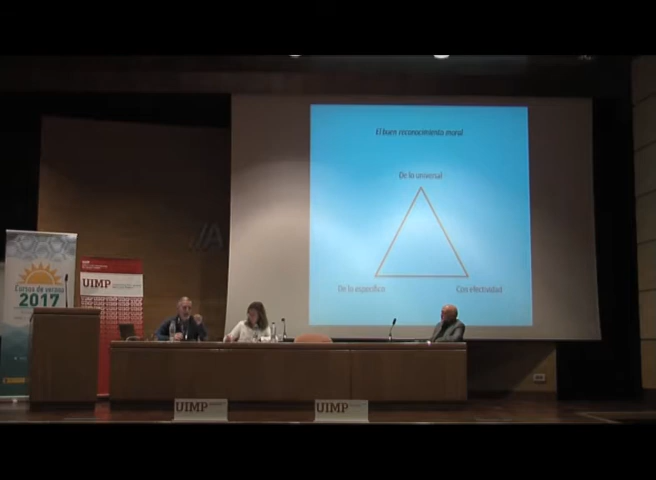 El buen reconocimiento moral
De lo universal
De lo específico
Con efectividad
Cursos de verano
2017
UIMP
UIMP
UIMP